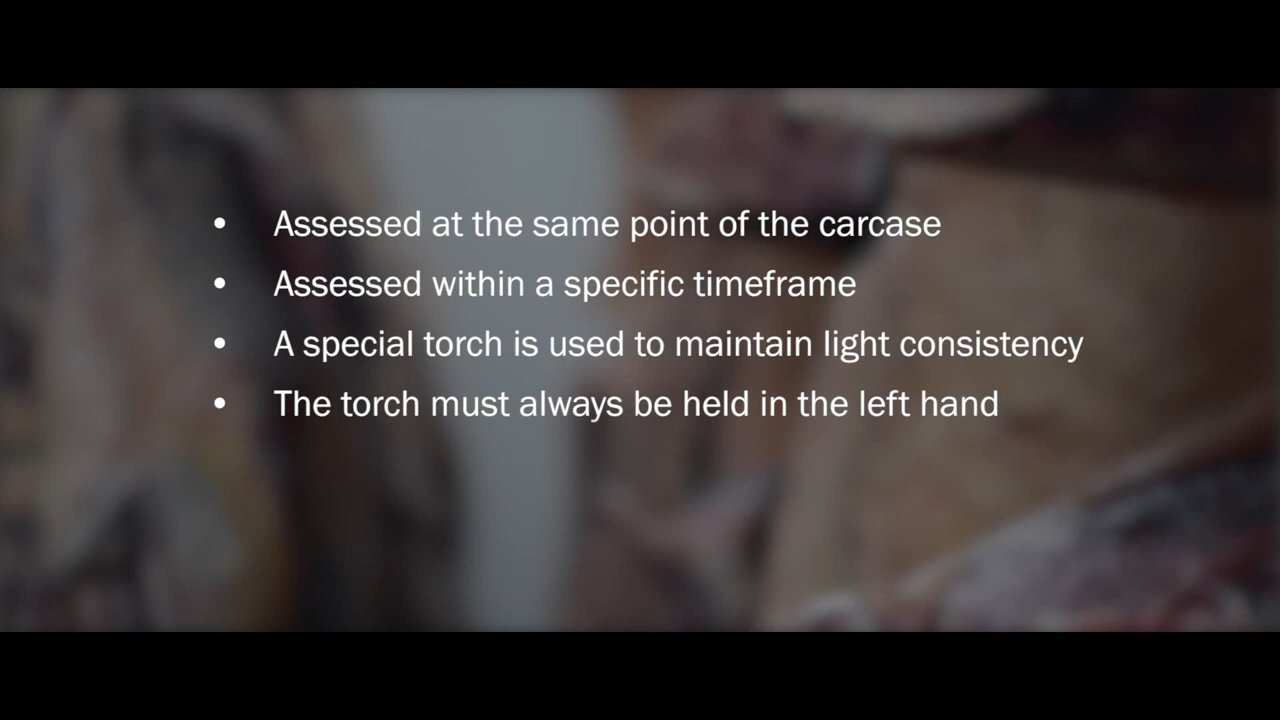 • Assessed at the same point of the carcase
• Assessed within a specific timeframe
• A special torch is used to maintain light consistency
• The torch must always be held in the left hand